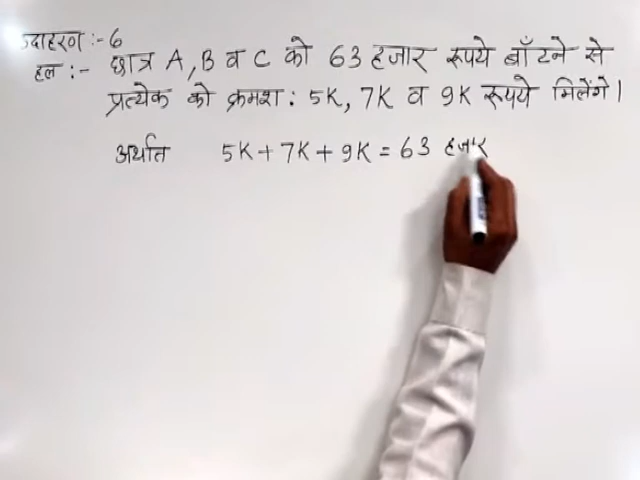 उदाहरण :- 6
हल :- छात्र A, B व C को 63 हजार रूपये बाँटने से
प्रत्येक को क्रमश: 5K, 7K व 9K रूपये मिलेंगे।
अर्थात 5K + 7K + 9K = 63 हजार